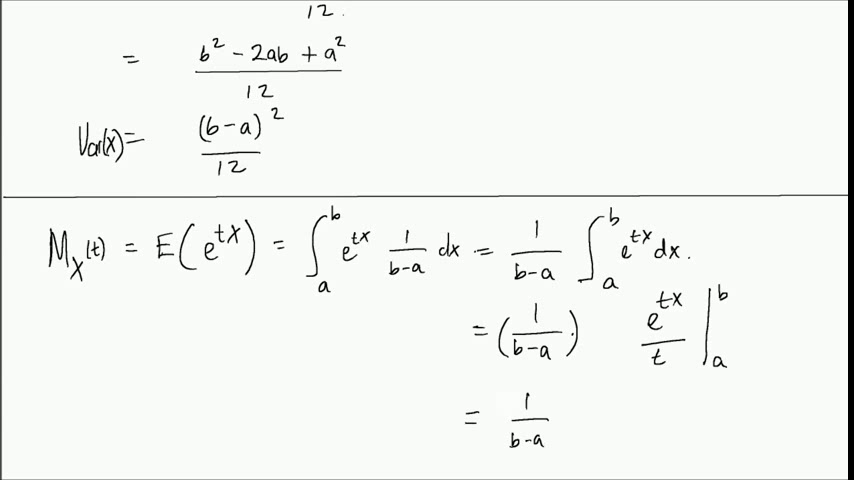 12.
= b² - 2ab + a² / 12
Var(X) = (b-a)² / 12
M_X(t) = E(e^{tX}) = ∫_a^b e^{tx} 1/(b-a) dx = 1/(b-a) ∫_a^b e^{tx} dx.
= (1/(b-a).) e^{tx}/t |_a^b
= 1/(b-a)